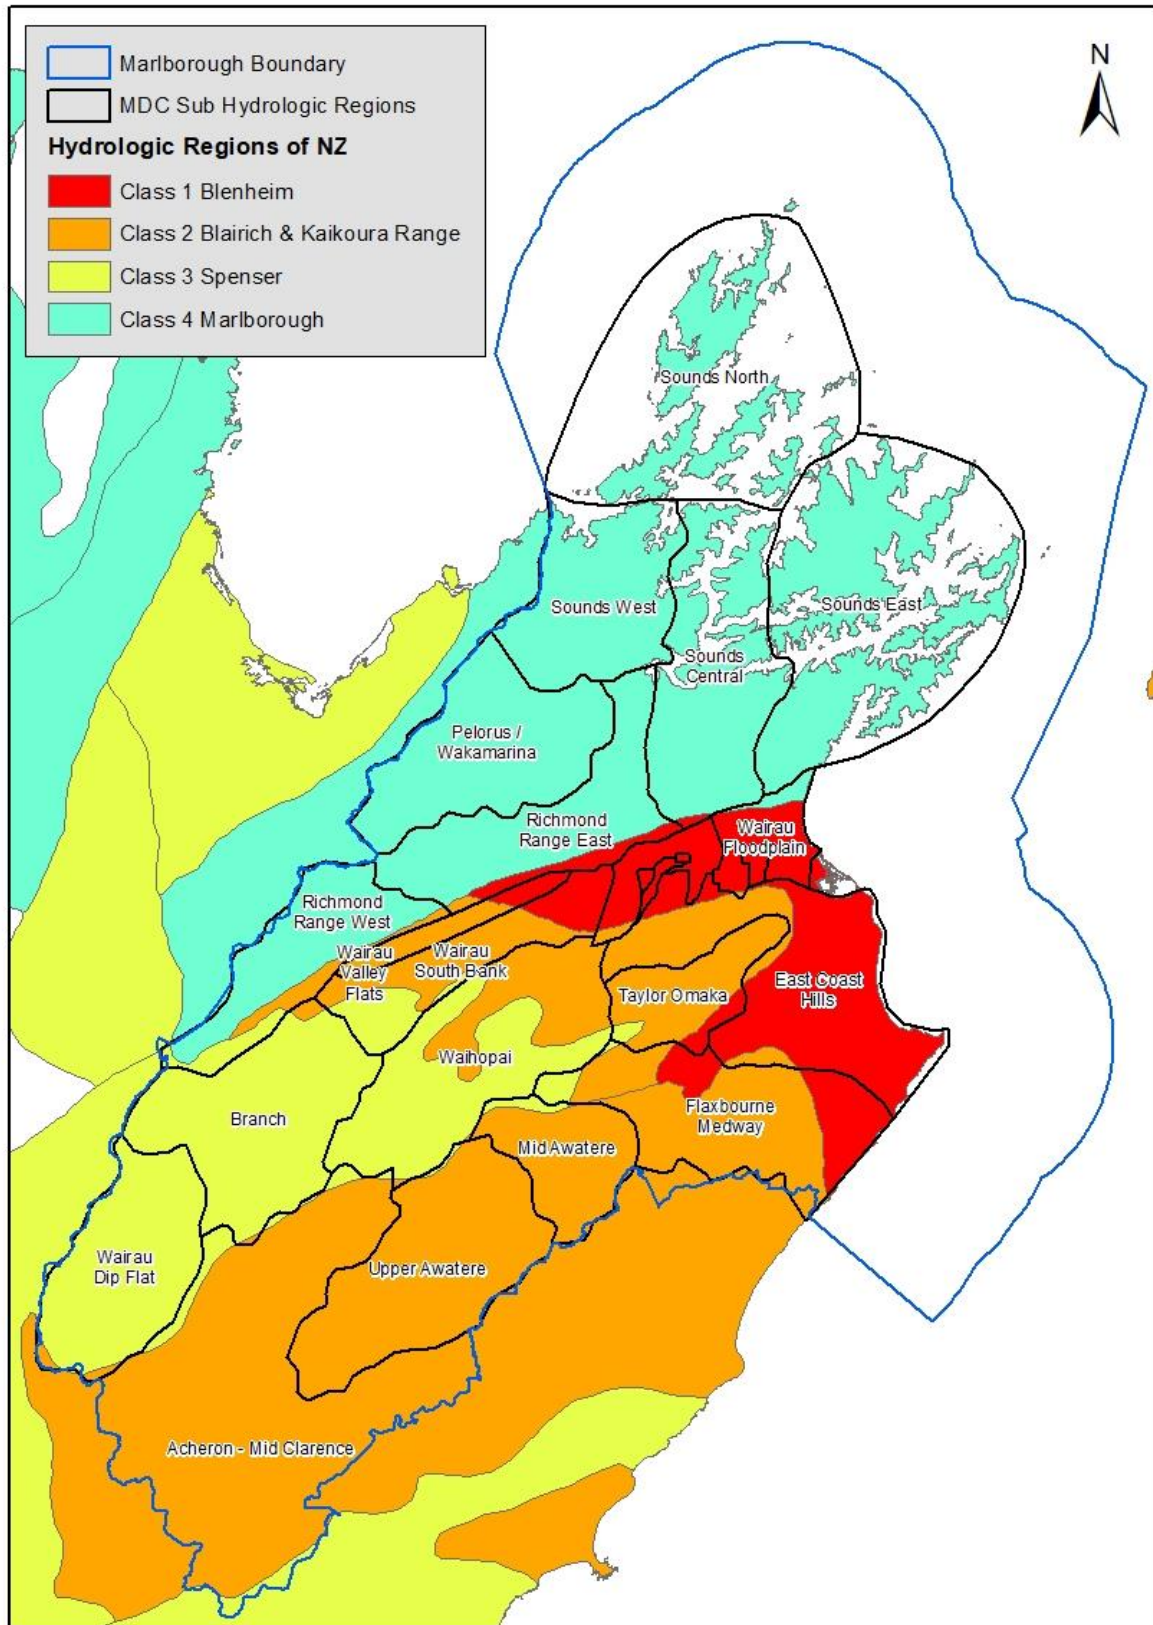 Marlborough Boundary
MDC Sub Hydrologic Regions
Hydrologic Regions of NZ
Class 1 Blenheim
Class 2 Blairich & Kaikoura Range
Class 3 Spenser
Class 4 Marlborough
N
Sounds North
Sounds West
Sounds East
Sounds
Central
Pelorus /
Wakamarina
Richmond
Range East
Wairau
Floodplain
Richmond
Range West
Wairau
Valley
Flats
Wairau
South Bank
Taylor Omaka
East Coast
Hills
Waihopai
Branch
Flaxbourne
Medway
Mid Awatere
Wairau
Dip Flat
Upper Awatere
Acheron - Mid Clarence